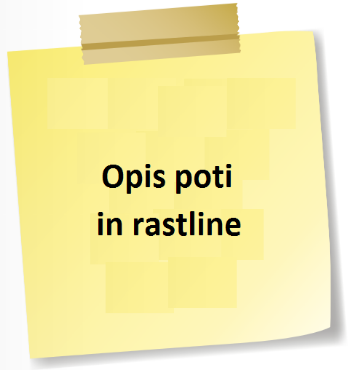 Opis poti
in rastline